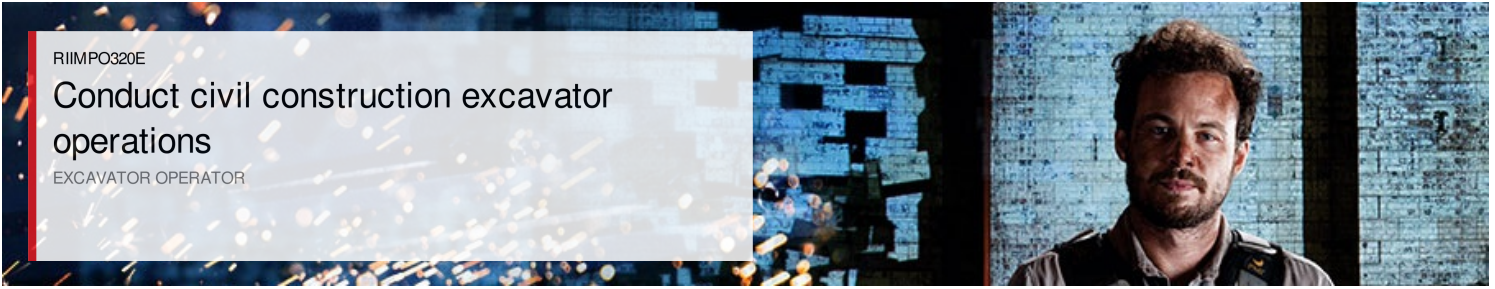 RIIMPO320E
Conduct civil construction excavator
operations
EXCAVATOR OPERATOR